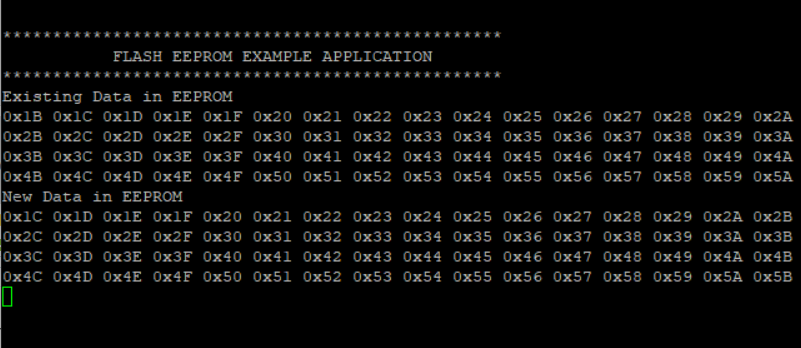 **************************************************
FLASH EEPROM EXAMPLE APPLICATION
**************************************************
Existing Data in EEPROM
0x1B 0x1C 0x1D 0x1E 0x1F 0x20 0x21 0x22 0x23 0x24 0x25 0x26 0x27 0x28 0x29 0x2A
0x2B 0x2C 0x2D 0x2E 0x2F 0x30 0x31 0x32 0x33 0x34 0x35 0x36 0x37 0x38 0x39 0x3A
0x3B 0x3C 0x3D 0x3E 0x3F 0x40 0x41 0x42 0x43 0x44 0x45 0x46 0x47 0x48 0x49 0x4A
0x4B 0x4C 0x4D 0x4E 0x4F 0x50 0x51 0x52 0x53 0x54 0x55 0x56 0x57 0x58 0x59 0x5A
New Data in EEPROM
0x1C 0x1D 0x1E 0x1F 0x20 0x21 0x22 0x23 0x24 0x25 0x26 0x27 0x28 0x29 0x2A 0x2B
0x2C 0x2D 0x2E 0x2F 0x30 0x31 0x32 0x33 0x34 0x35 0x36 0x37 0x38 0x39 0x3A 0x3B
0x3C 0x3D 0x3E 0x3F 0x40 0x41 0x42 0x43 0x44 0x45 0x46 0x47 0x48 0x49 0x4A 0x4B
0x4C 0x4D 0x4E 0x4F 0x50 0x51 0x52 0x53 0x54 0x55 0x56 0x57 0x58 0x59 0x5A 0x5B